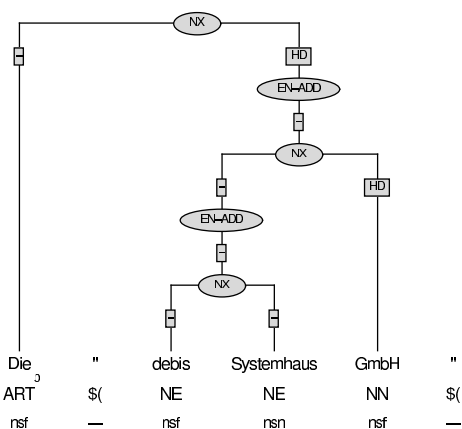 NX
– HD
EN–ADD
–
NX
– HD
EN–ADD
–
NX
– –
Die " debis Systemhaus GmbH "
0
ART $( NE NE NN $(
nsf — nsf nsn nsf —